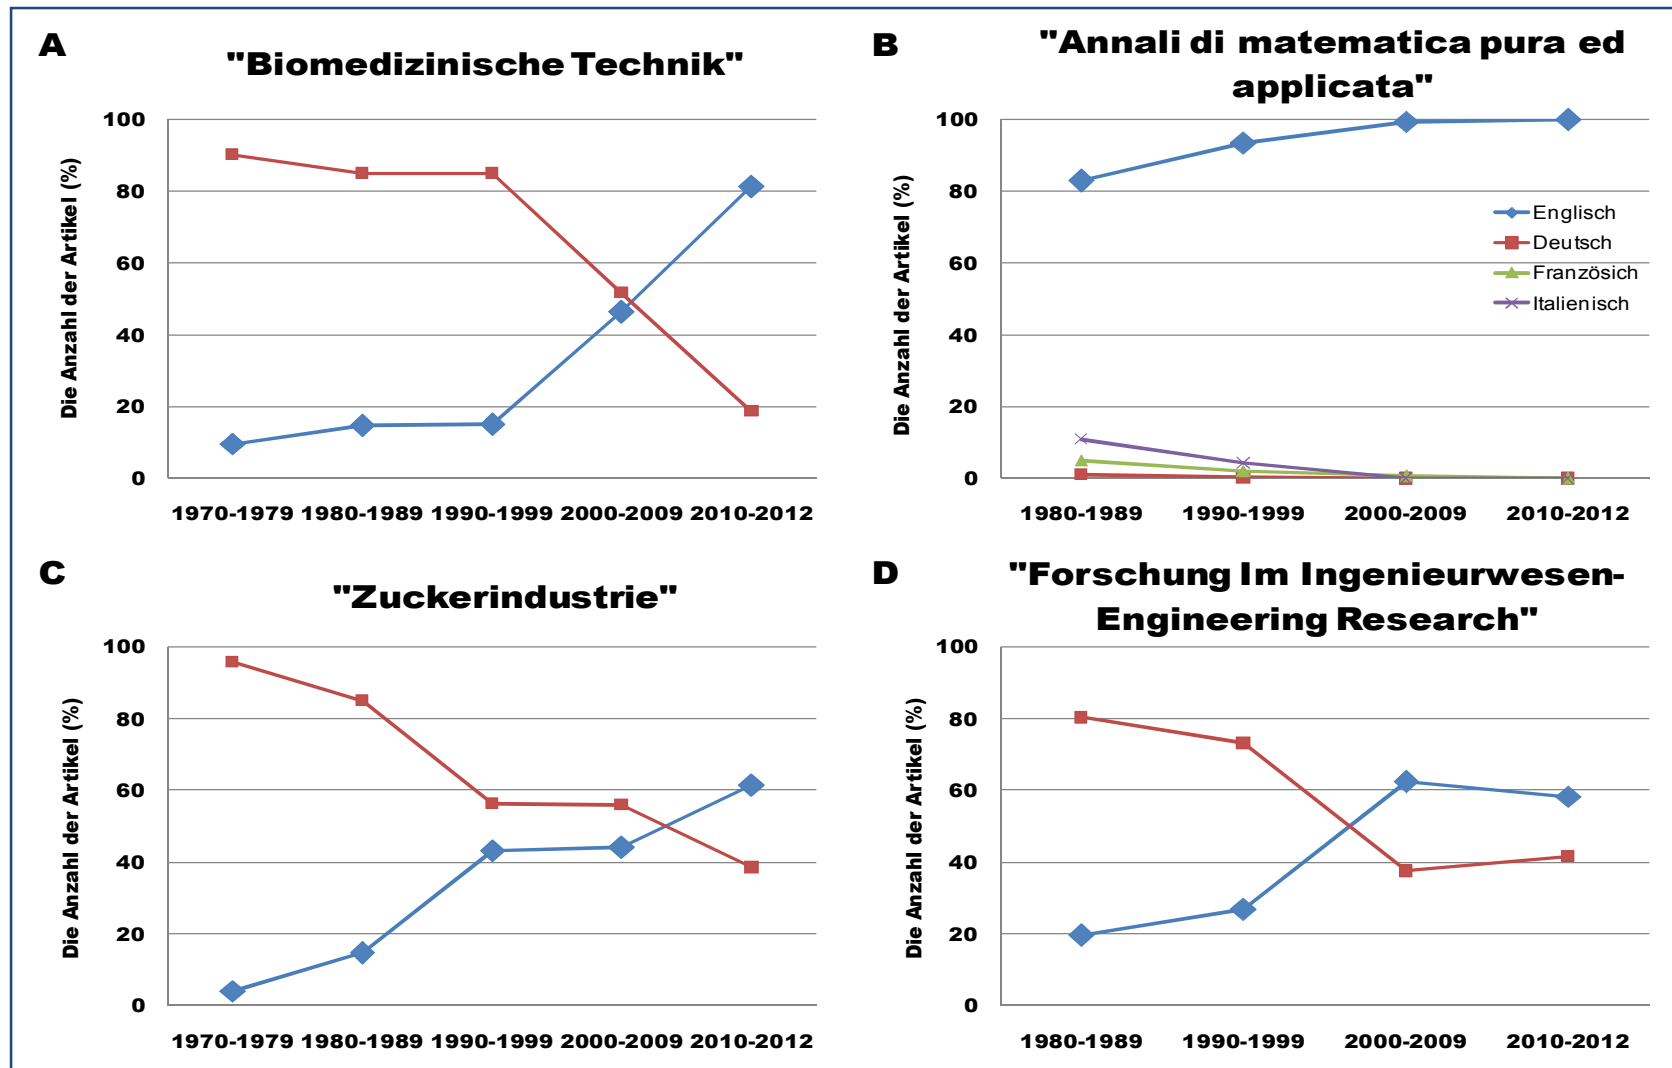 A
"Biomedizinische Technik"
Die Anzahl der Artikel (%)
100
80
60
40
20
0
1970-1979 1980-1989 1990-1999 2000-2009 2010-2012
B
"Annali di matematica pura ed
applicata"
Die Anzahl der Artikel (%)
100
80
60
40
20
0
Englisch
Deutsch
Französich
Italienisch
1980-1989 1990-1999 2000-2009 2010-2012
C
"Zuckerindustrie"
Die Anzahl der Artikel (%)
100
80
60
40
20
0
1970-1979 1980-1989 1990-1999 2000-2009 2010-2012
D
"Forschung Im Ingenieurwesen-
Engineering Research"
Die Anzahl der Artikel (%)
100
80
60
40
20
0
1980-1989 1990-1999 2000-2009 2010-2012